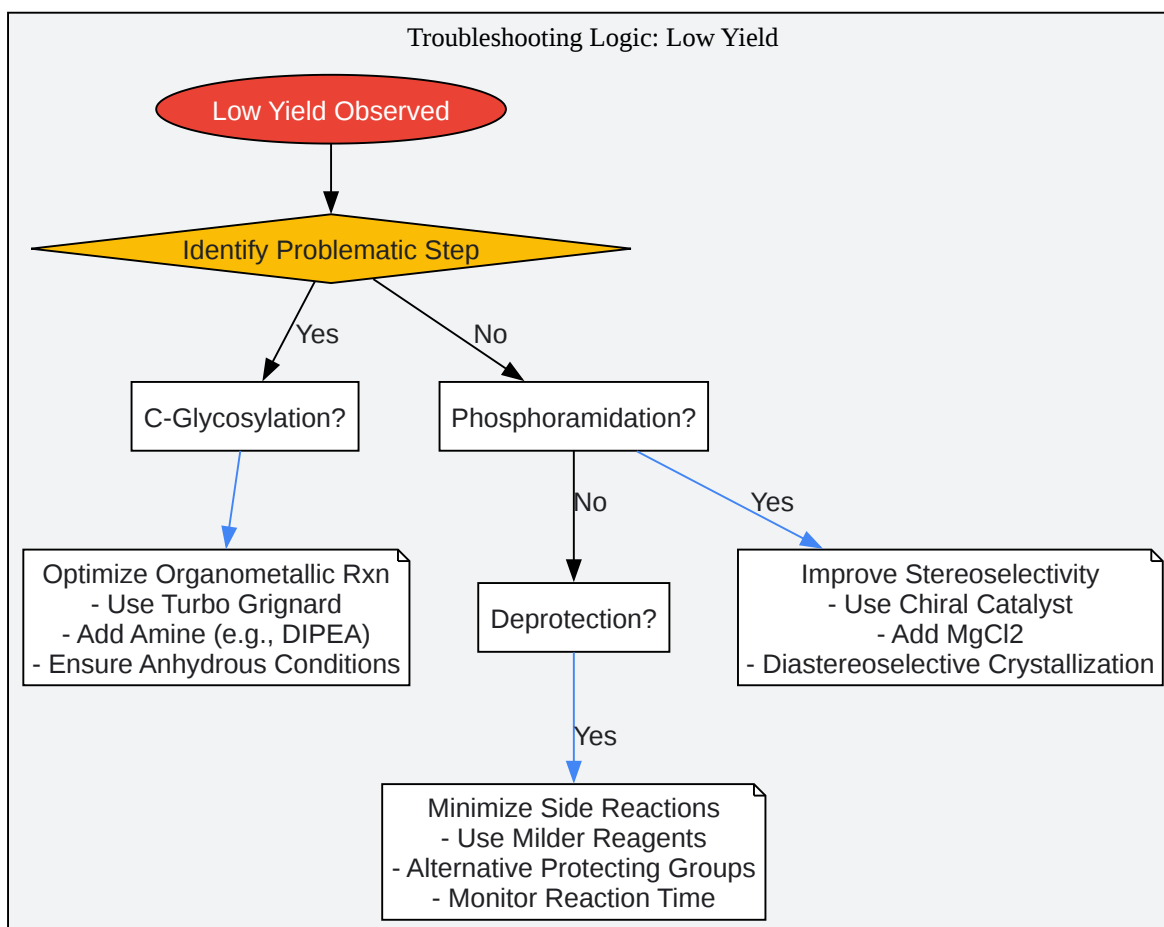 Troubleshooting Logic: Low Yield
Low Yield Observed
Identify Problematic Step
Yes
No
C-Glycosylation?
Phosphoramidation?
No
Yes
Optimize Organometallic Rxn
- Use Turbo Grignard
- Add Amine (e.g., DIPEA)
- Ensure Anhydrous Conditions
Improve Stereoselectivity
- Use Chiral Catalyst
- Add MgCl2
- Diastereoselective Crystallization
Deprotection?
Yes
Minimize Side Reactions
- Use Milder Reagents
- Alternative Protecting Groups
- Monitor Reaction Time